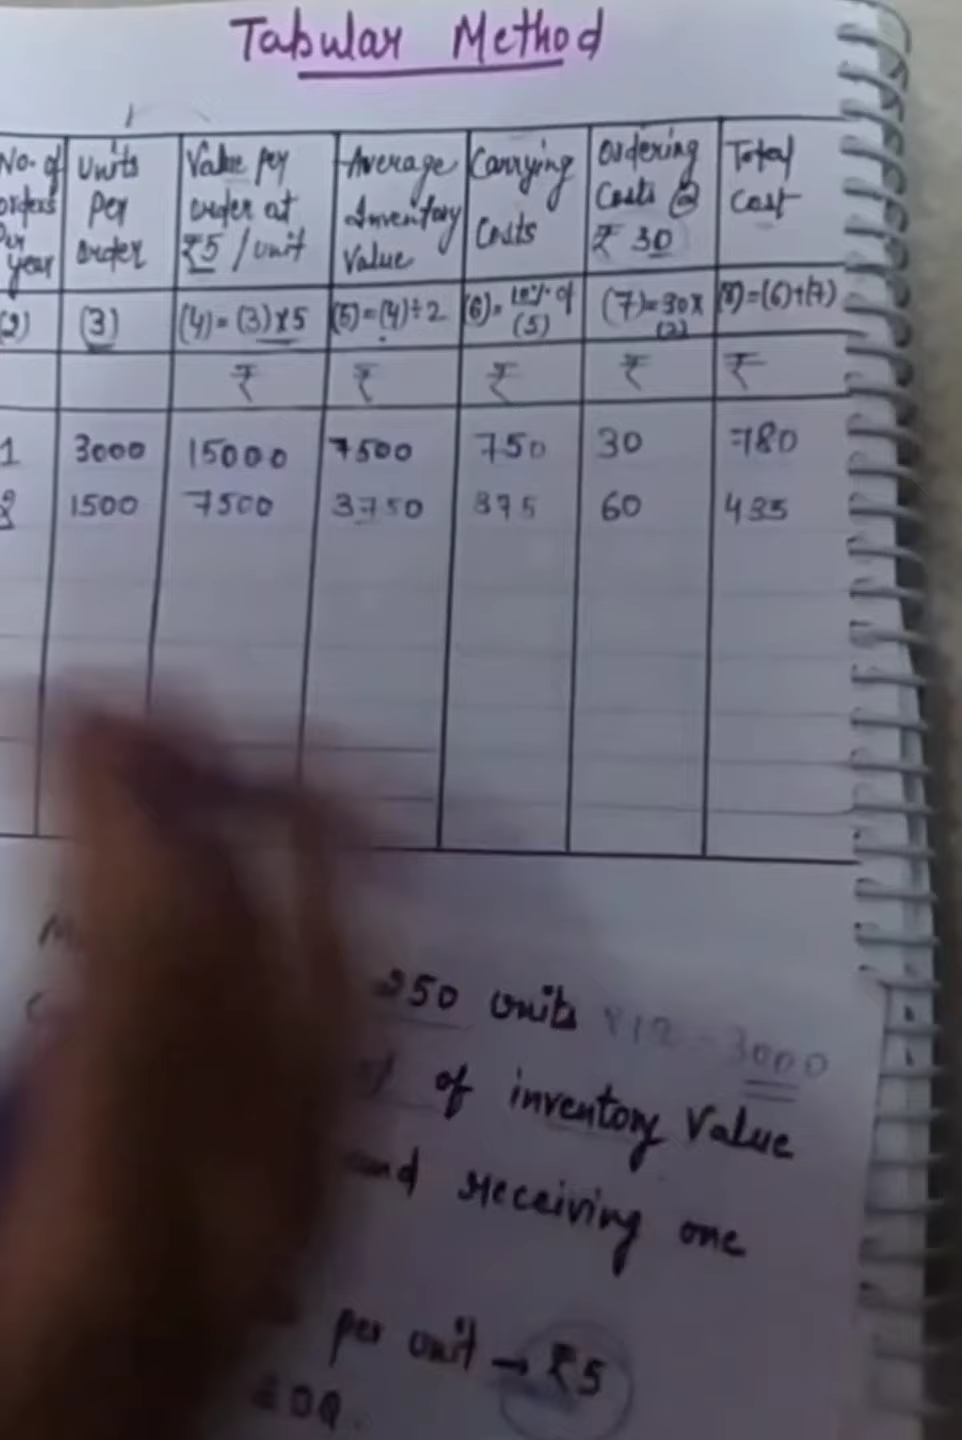 Tabular Method
No. of orders Per year | Units Per order | Value per order at ₹5 / unit | Average Inventory Value | Carrying Costs | Ordering Costs @ ₹ 30 | Total cost
(2) | (3) | (4) = (3) x 5 | (5) = (4) ÷ 2 | (6) = 10% of (5) | (7) = 30 x (2) | (8) = (6) + (7)
₹ ₹ ₹ ₹ ₹
1 3000 15000 7500 750 30 780
2 1500 7500 3750 375 60 435
250 units x 12 = 3000
% of inventory Value
and receiving one
per unit → ₹5